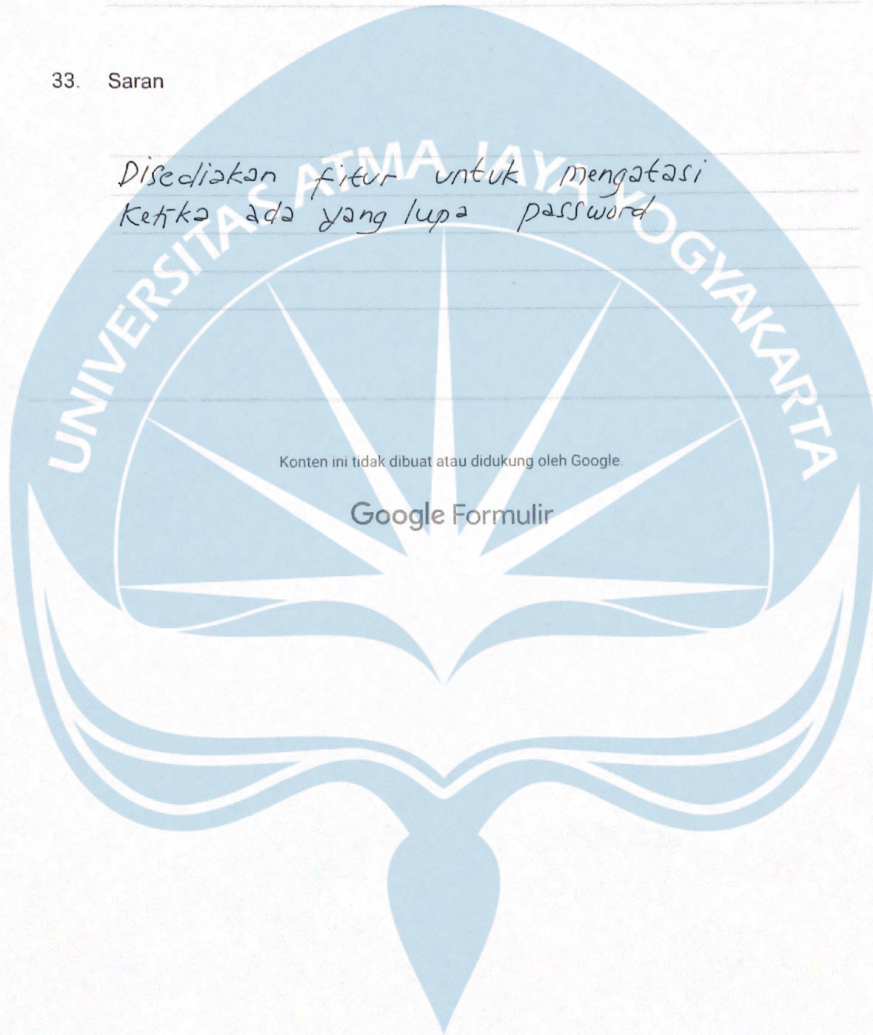 33. Saran
Disediakan fitur untuk mengatasi
Ketika ada yang lupa password
UNIVERSITAS ATMA JAYA YOGYAKARTA
Konten ini tidak dibuat atau didukung oleh Google.
Google Formulir